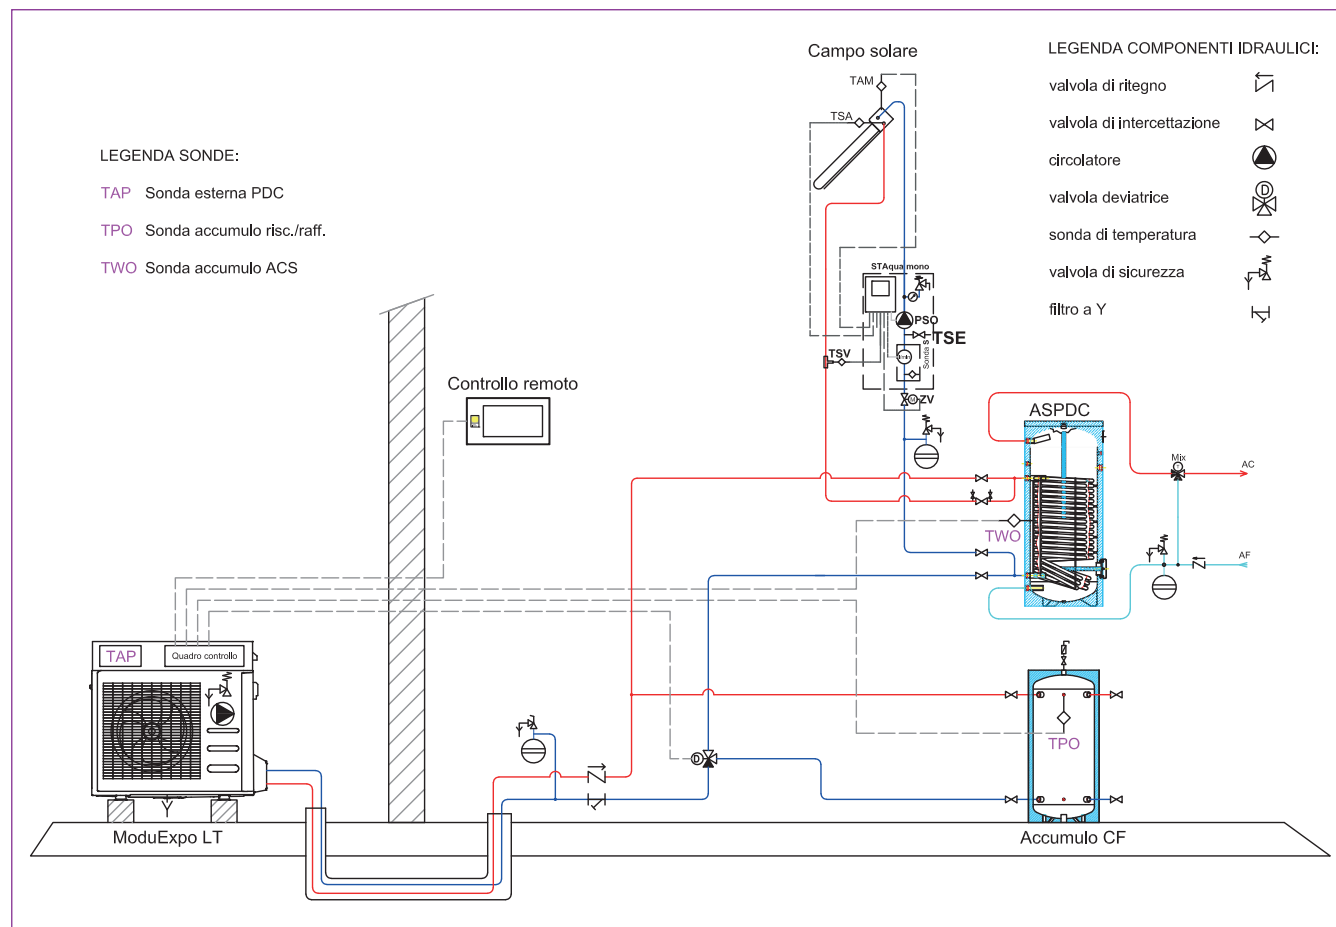 Campo solare
LEGENDA COMPONENTI IDRAULICI:
TAM
valvola di ritegno
TSA
valvola di intercettazione
LEGENDA SONDE:
circolatore
TAP Sonda esterna PDC
valvola deviatrice
D
TPO Sonda accumulo risc./raff.
sonda di temperatura
TWO Sonda accumulo ACS
valvola di sicurezza
STAqua mono
filtro a Y
PSO
TSE
Sonda S
l/min
TSV
Controllo remoto
M
ZV
ASPDC
Mix
AC
TWO
AF
TAP
Quadro controllo
TPO
D
ModuExpo LT
Accumulo CF